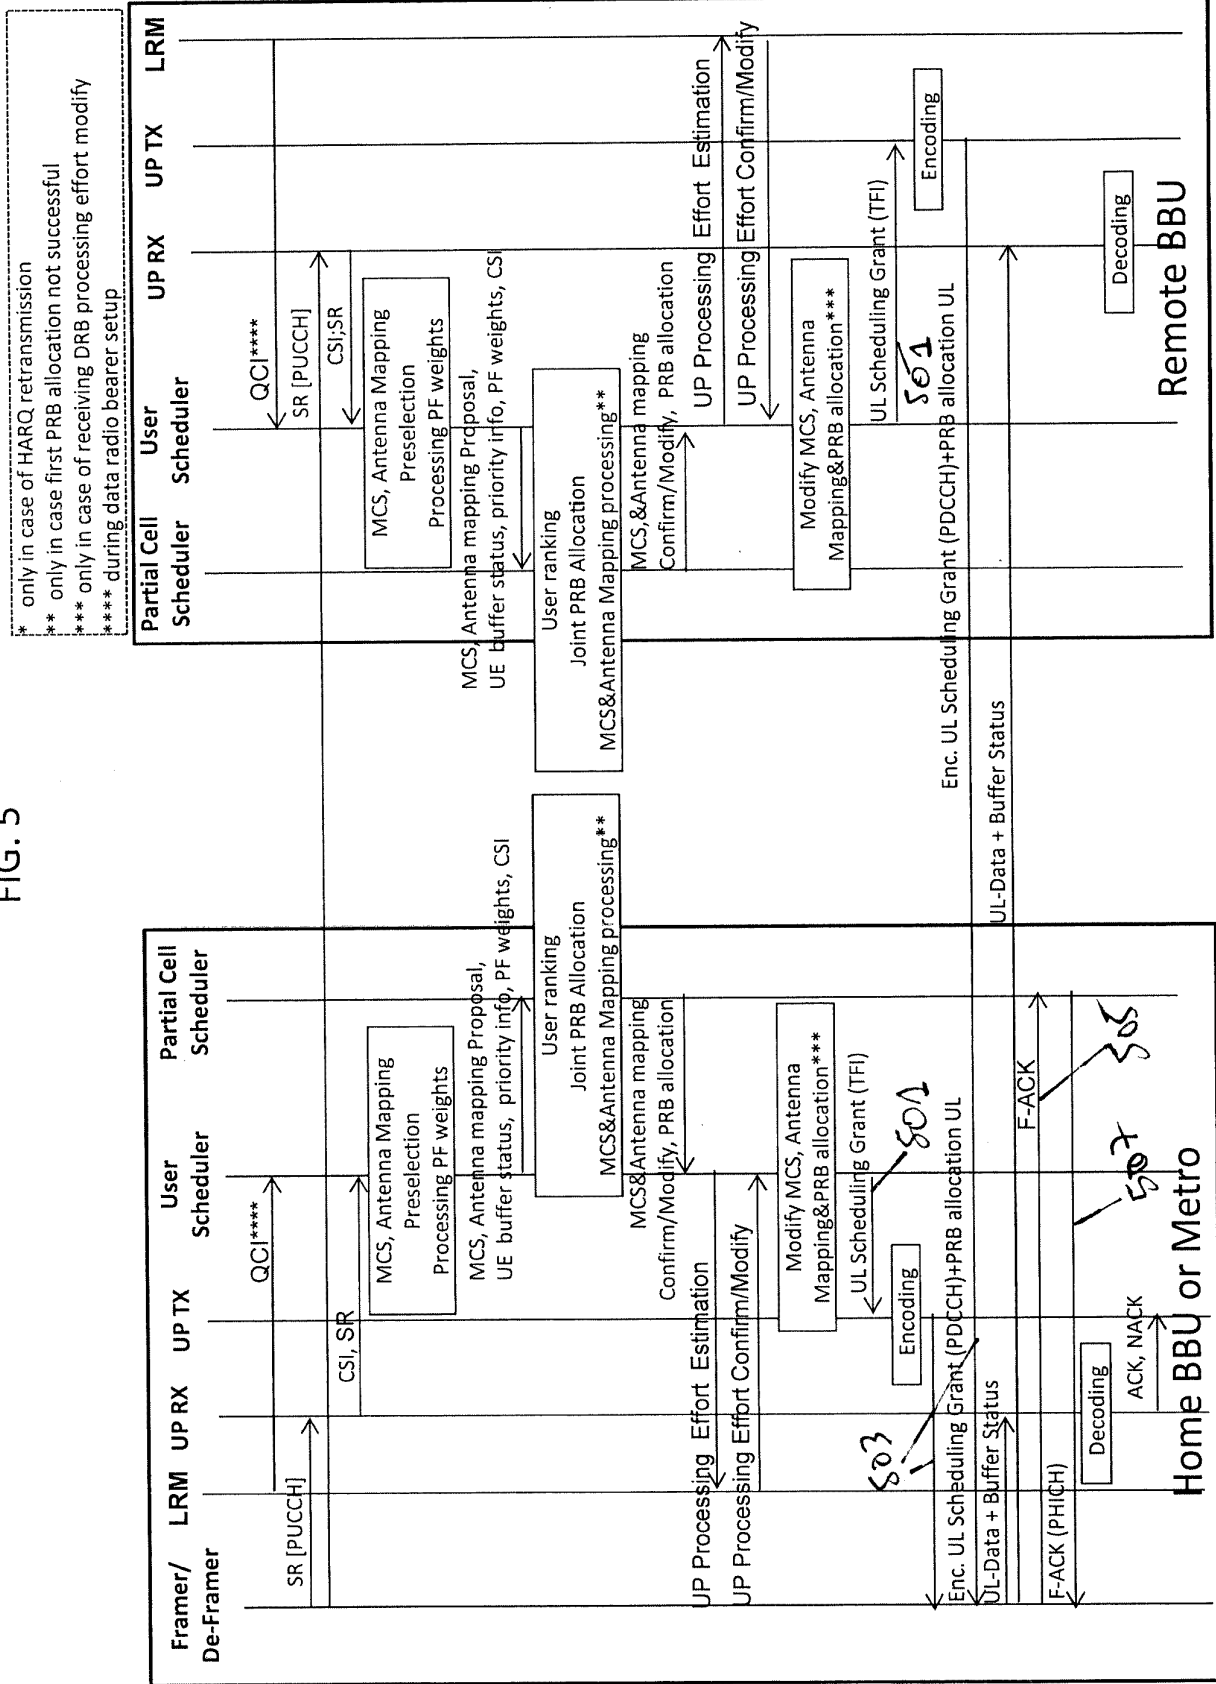 FIG. 5
* only in case of HARQ retransmission
** only in case first PRB allocation not successful
*** only in case of receiving DRB processing effort modify
**** during data radio bearer setup
Framer/
De-Framer
LRM
UP RX
UP TX
User
Scheduler
Partial Cell
Scheduler
QCI****
SR [PUCCH]
CSI, SR
MCS, Antenna Mapping
Preselection
Processing PF weights
MCS, Antenna mapping Proposal,
UE buffer status, priority info, PF weights, CSI
User ranking
Joint PRB Allocation
MCS&Antenna Mapping processing**
MCS&Antenna mapping
Confirm/Modify, PRB allocation
UP Processing Effort Estimation
UP Processing Effort Confirm/Modify
Modify MCS, Antenna
Mapping&PRB allocation***
UL Scheduling Grant (TFI)
501
Encoding
503
Enc. UL Scheduling Grant (PDCCH)+PRB allocation UL
UL-Data + Buffer Status
F-ACK
505
F-ACK (PHICH)
507
Decoding
ACK, NACK
Home BBU or Metro
Partial Cell
Scheduler
User
Scheduler
UP RX
UP TX
LRM
QCI****
SR [PUCCH]
CSI;SR
MCS, Antenna Mapping
Preselection
Processing PF weights
MCS, Antenna mapping Proposal,
UE buffer status, priority info, PF weights, CSI
User ranking
Joint PRB Allocation
MCS&Antenna Mapping processing**
MCS,&Antenna mapping
Confirm/Modify, PRB allocation
UP Processing Effort Estimation
UP Processing Effort Confirm/Modify
Modify MCS, Antenna
Mapping&PRB allocation***
UL Scheduling Grant (TFI)
501
Encoding
Enc. UL Scheduling Grant (PDCCH)+PRB allocation UL
UL-Data + Buffer Status
Decoding
Remote BBU